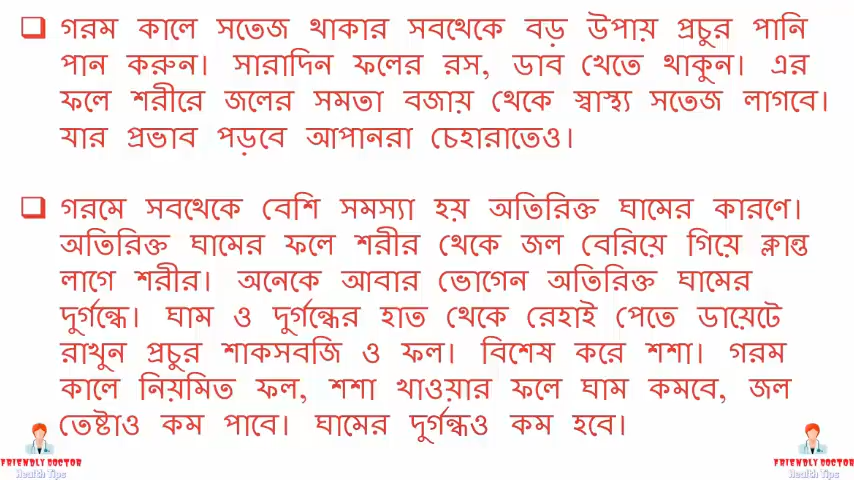 ❑ গরম কালে সতেজ থাকার সবথেকে বড় উপায় প্রচুর পানি
পান করুন। সারাদিন ফলের রস, ডাব খেতে থাকুন। এর
ফলে শরীরে জলের সমতা বজায় থেকে স্বাস্থ্য সতেজ লাগবে।
যার প্রভাব পড়বে আপানরা চেহারাতেও।
❑ গরমে সবথেকে বেশি সমস্যা হয় অতিরিক্ত ঘামের কারণে।
অতিরিক্ত ঘামের ফলে শরীর থেকে জল বেরিয়ে গিয়ে ক্লান্ত
লাগে শরীর। অনেকে আবার ভোগেন অতিরিক্ত ঘামের
দুর্গন্ধে। ঘাম ও দুর্গন্ধের হাত থেকে রেহাই পেতে ডায়েটে
রাখুন প্রচুর শাকসবজি ও ফল। বিশেষ করে শশা। গরম
কালে নিয়মিত ফল, শশা খাওয়ার ফলে ঘাম কমবে, জল
তেষ্টাও কম পাবে। ঘামের দুর্গন্ধও কম হবে।
FRIENDLY DOCTOR
Health Tips
FRIENDLY DOCTOR
Health Tips